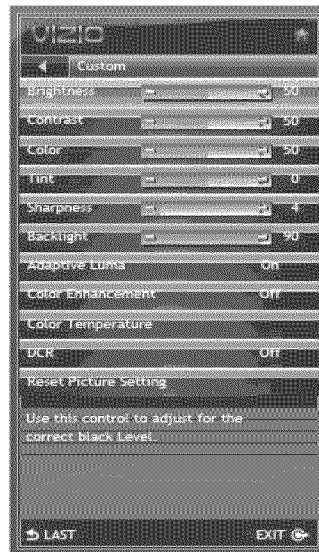 VIZIO
Custom
Brightness 50
Contrast 50
Color 50
Tint 0
Sharpness 4
Backlight 90
Adaptive Luma On
Color Enhancement Off
Color Temperature
DCR Off
Reset Picture Setting
Use this control to adjust for the
correct black Level.
LAST EXIT